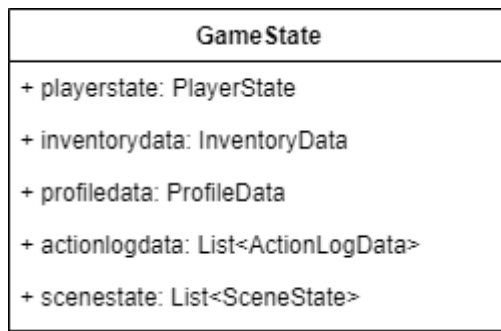 GameState
+ playerstate: PlayerState
+ inventorydata: InventoryData
+ profiledata: ProfileData
+ actionlogdata: List<ActionLogData>
+ scenestate: List<SceneState>